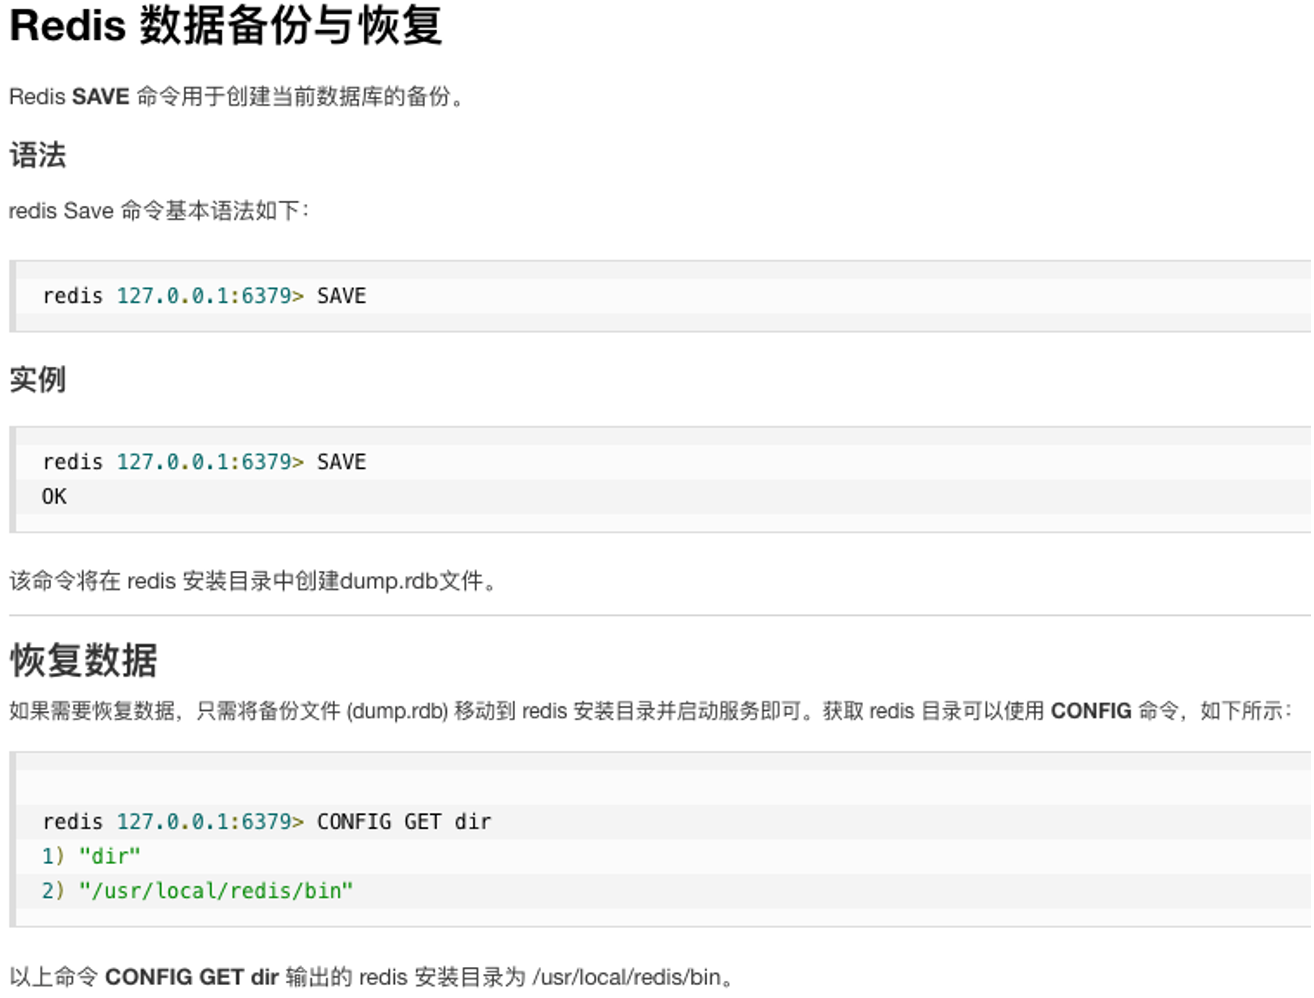 Redis 数据备份与恢复
Redis SAVE 命令用于创建当前数据库的备份。
语法
redis Save 命令基本语法如下：
redis 127.0.0.1:6379> SAVE
实例
redis 127.0.0.1:6379> SAVE
OK
该命令将在 redis 安装目录中创建dump.rdb文件。
恢复数据
如果需要恢复数据，只需将备份文件 (dump.rdb) 移动到 redis 安装目录并启动服务即可。获取 redis 目录可以使用 CONFIG 命令，如下所示：
redis 127.0.0.1:6379> CONFIG GET dir
1) "dir"
2) "/usr/local/redis/bin"
以上命令 CONFIG GET dir 输出的 redis 安装目录为 /usr/local/redis/bin。